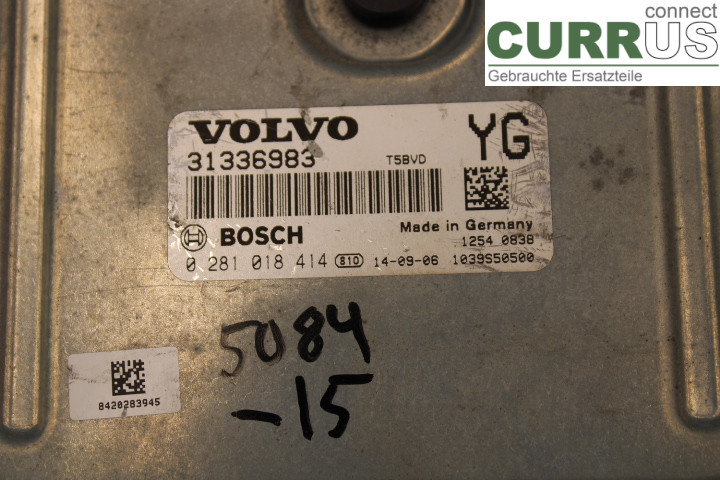 connect
CURRUS
Gebrauchte Ersatzteile
VOLVO YG
31336983 T5BVD
BOSCH Made in Germany
1254 0838
0 281 018 414 S10 14-09-06 1039S50500
5084
-15
8420283945